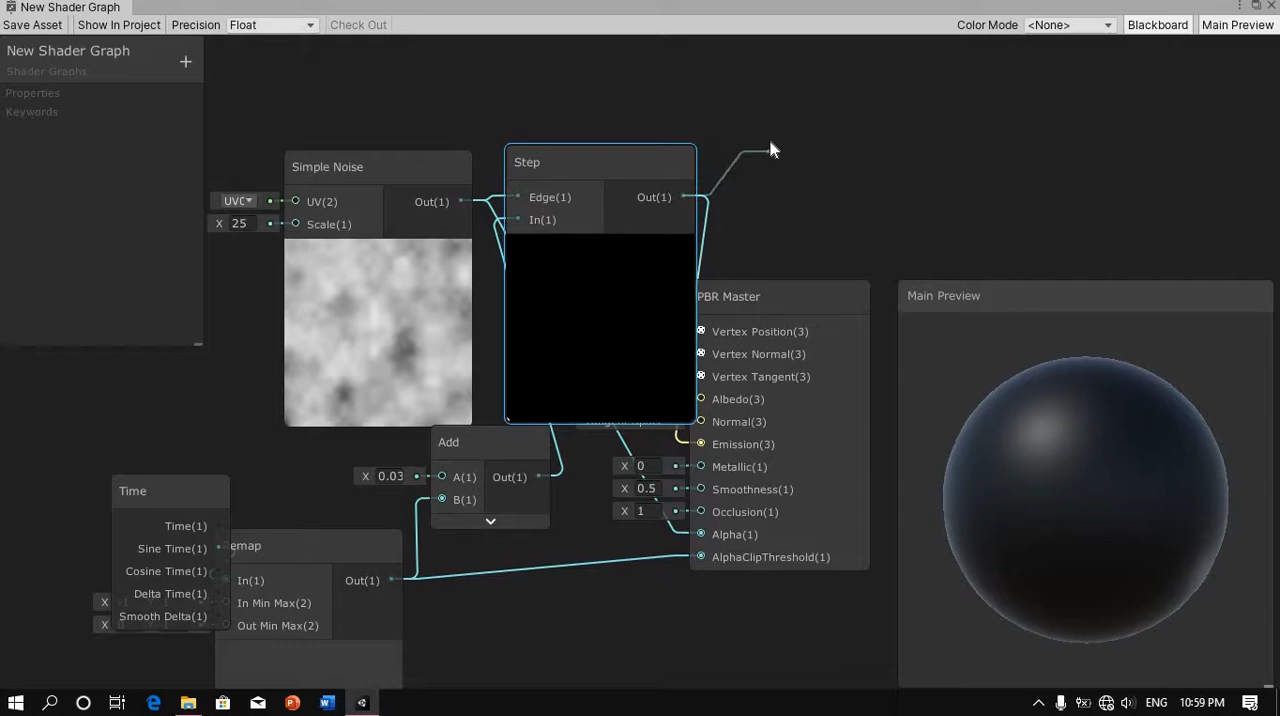 New Shader Graph
Save Asset Show In Project Precision Float Check Out Color Mode <None> Blackboard Main Preview
New Shader Graph
Shader Graphs
Properties
Keywords
Simple Noise
UV0 UV(2) Out(1)
X 25 Scale(1)
Step
Edge(1) Out(1)
In(1)
PBR Master
Vertex Position(3)
Vertex Normal(3)
Vertex Tangent(3)
Albedo(3)
Normal(3)
Emission(3)
X 0 Metallic(1)
X 0.5 Smoothness(1)
X 1 Occlusion(1)
Alpha(1)
AlphaClipThreshold(1)
Main Preview
Add
X 0.03 A(1) Out(1)
B(1)
Time
Time(1)
Sine Time(1)
Cosine Time(1)
Delta Time(1)
Smooth Delta(1)
emap
In(1) Out(1)
X In Min Max(2)
X Out Min Max(2)
ENG 10:59 PM